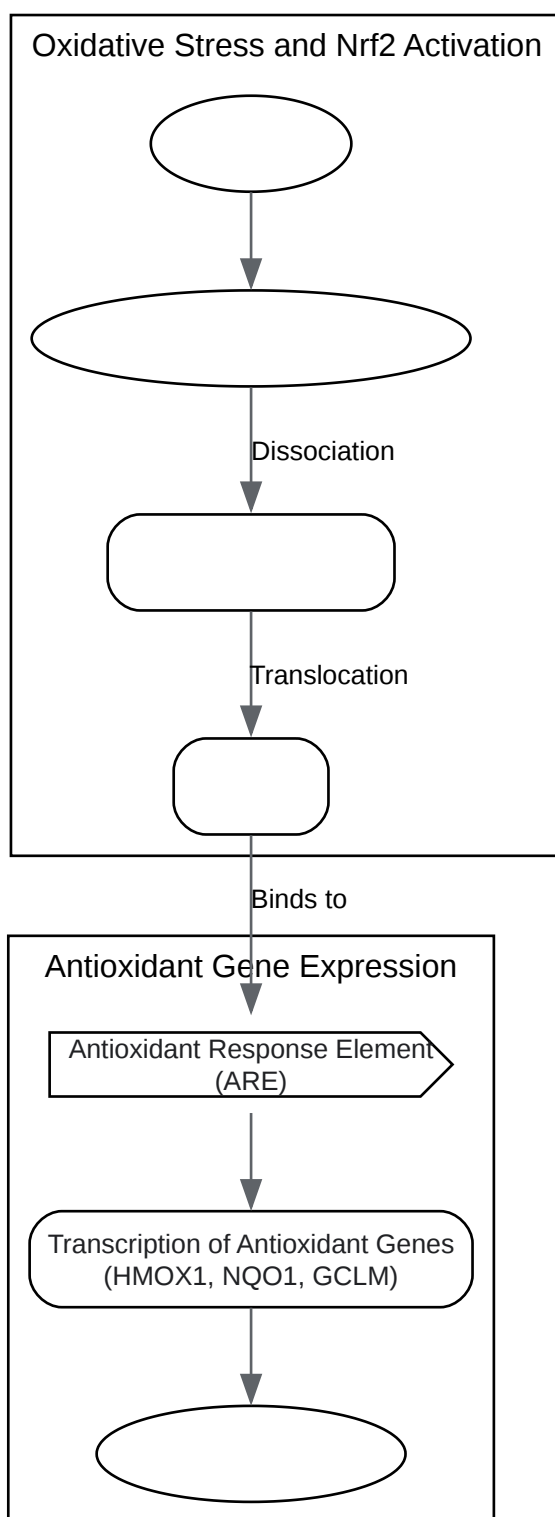 Oxidative Stress and Nrf2 Activation
Dissociation
Translocation
Binds to
Antioxidant Gene Expression
Antioxidant Response Element
(ARE)
Transcription of Antioxidant Genes
(HMOX1, NQO1, GCLM)